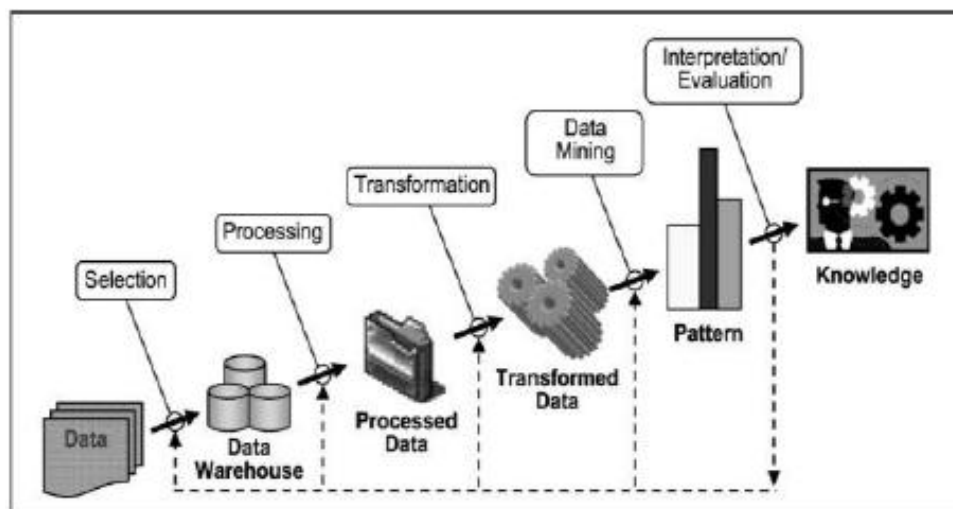 Interpretation/
Evaluation
Data
Mining
Transformation
Processing
Selection
Knowledge
Pattern
Transformed
Data
Processed
Data
Data
Warehouse
Data